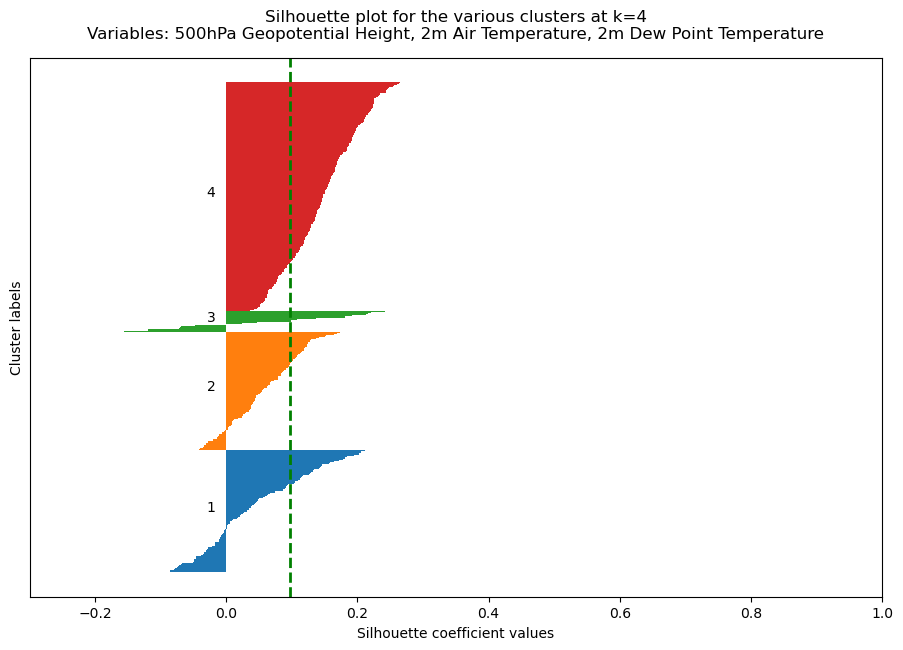 Silhouette plot for the various clusters at k=4
Variables: 500hPa Geopotential Height, 2m Air Temperature, 2m Dew Point Temperature
Cluster labels
4
3
2
1
−0.2 0.0 0.2 0.4 0.6 0.8 1.0
Silhouette coefficient values